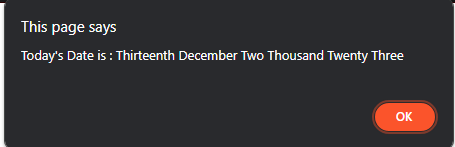 This page says
Today's Date is : Thirteenth December Two Thousand Twenty Three
OK